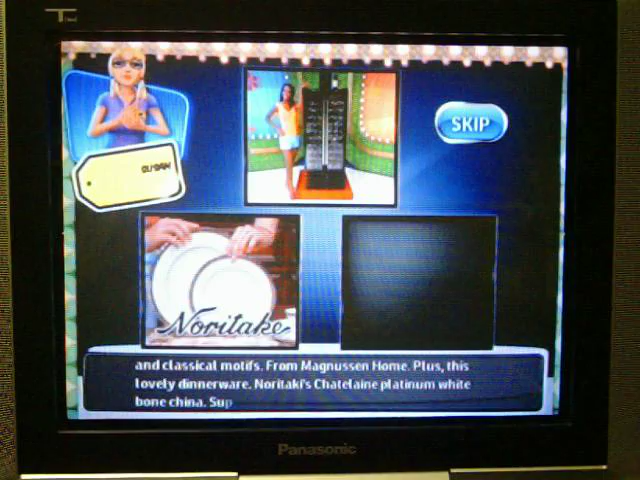 T
SKIP
SUSAN
Noritake
and classical motifs. From Magnussen Home. Plus, this
lovely dinnerware. Noritaki's Chatelaine platinum white
bone china. Sup
Panasonic